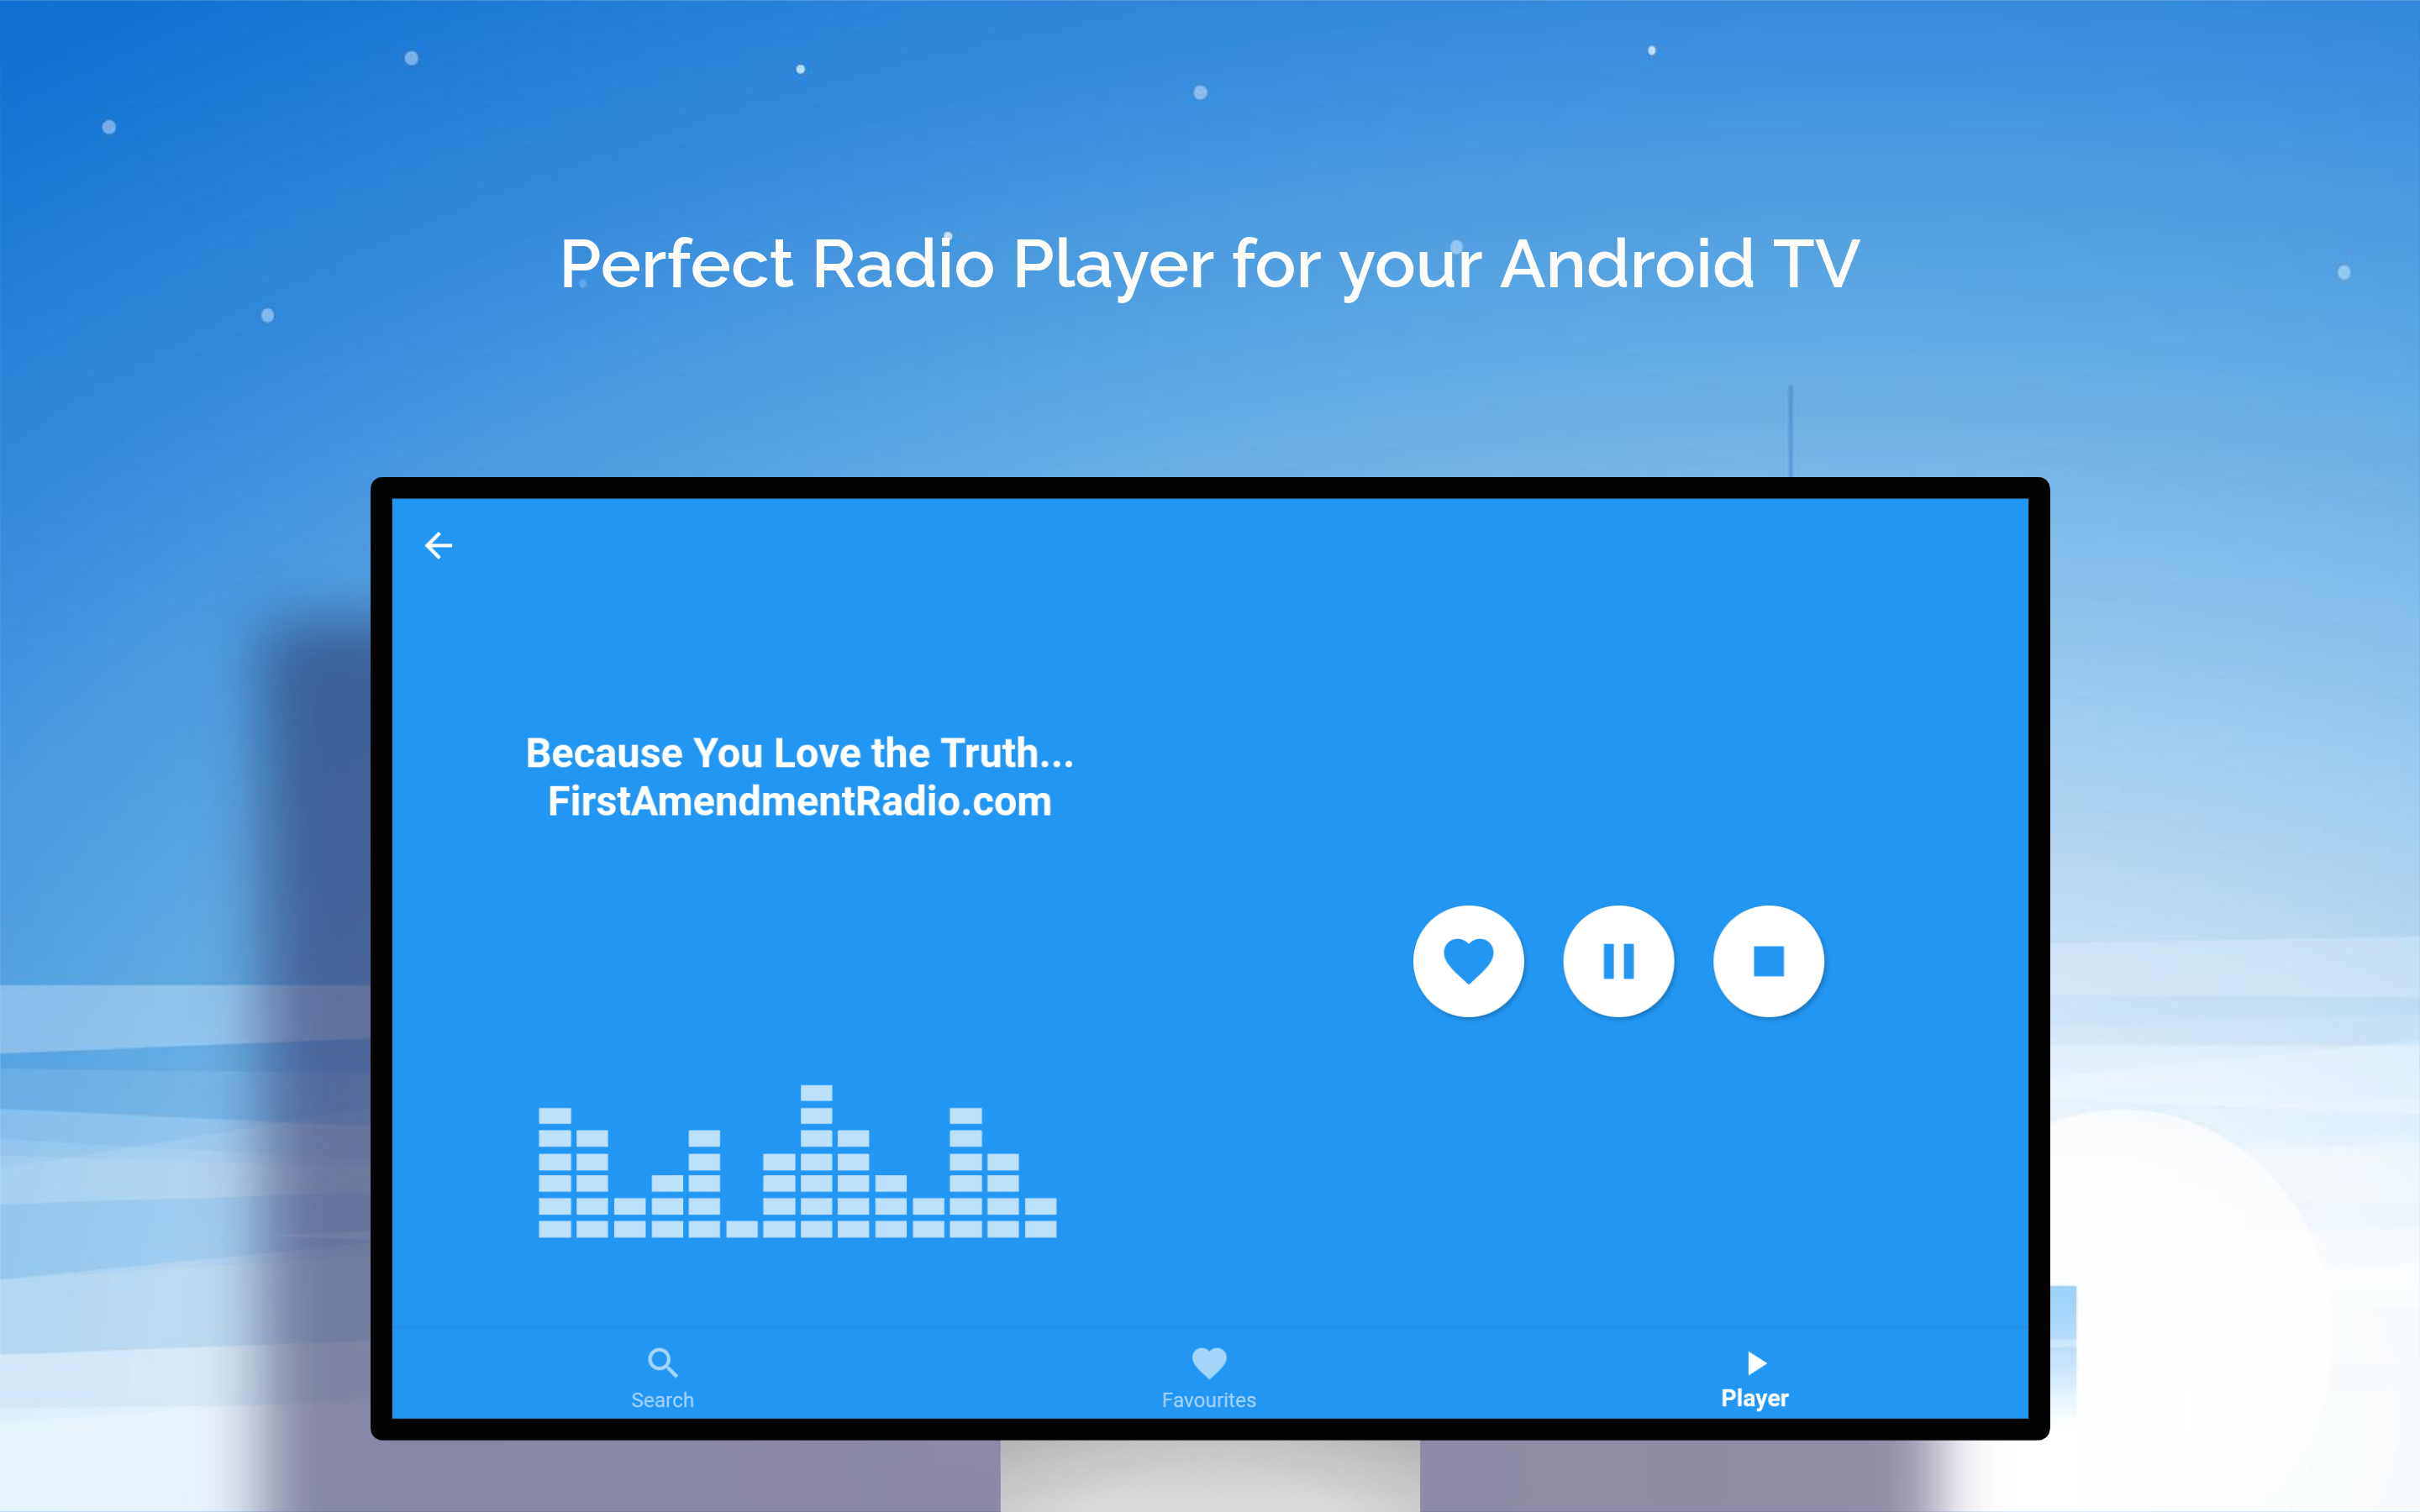 Perfect Radio Player for your Android TV
Because You Love the Truth...
FirstAmendmentRadio.com
Search
Favourites
Player